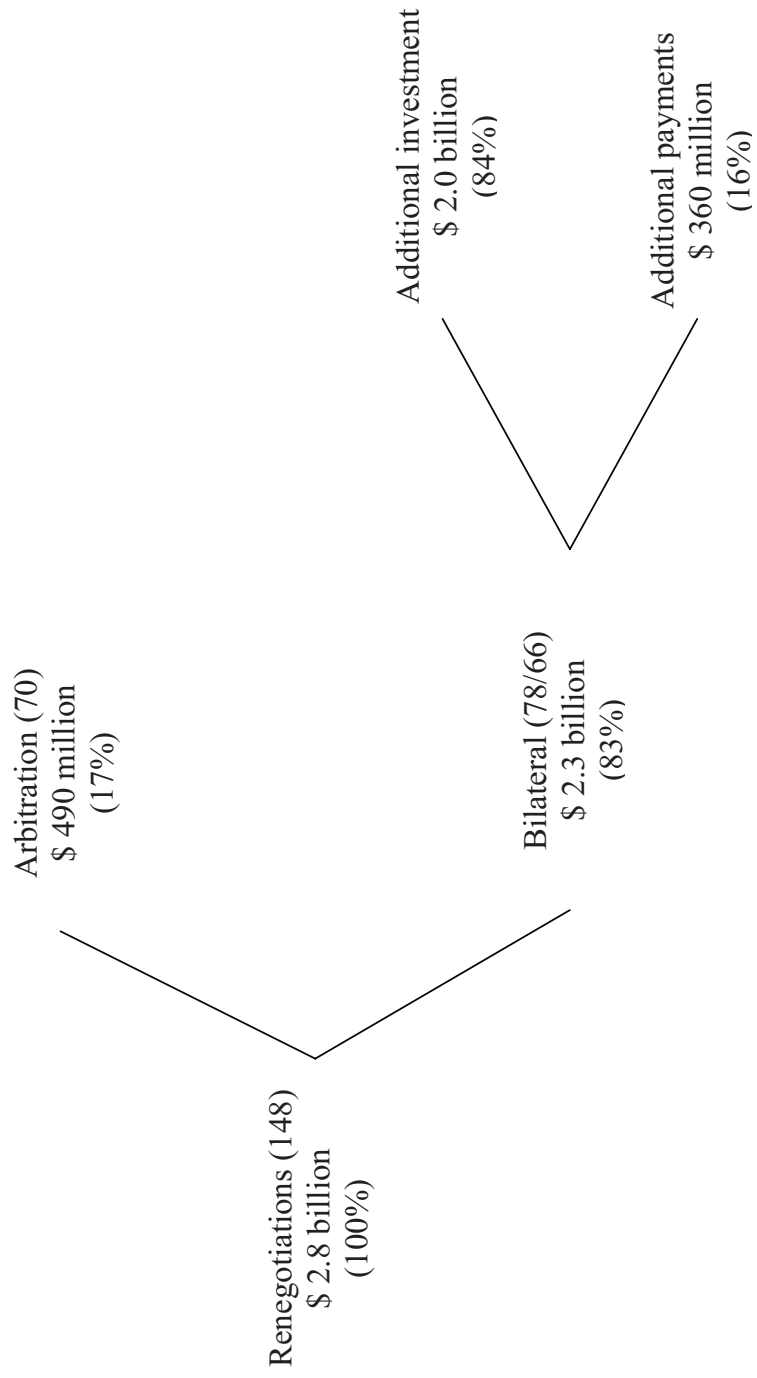 Renegotiations (148)
$ 2.8 billion
(100%)
Arbitration (70)
$ 490 million
(17%)
Bilateral (78/66)
$ 2.3 billion
(83%)
Additional investment
$ 2.0 billion
(84%)
Additional payments
$ 360 million
(16%)